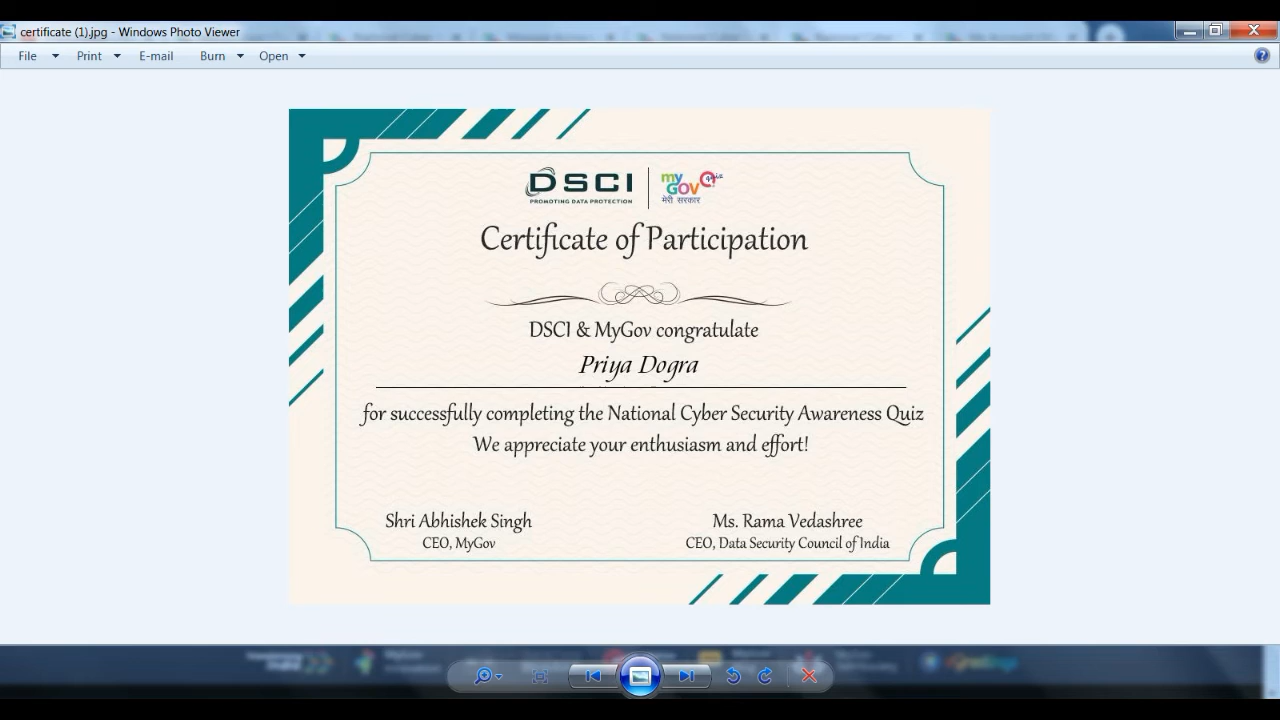 certificate (1).jpg - Windows Photo Viewer
File Print E-mail Burn Open
DSCI
PROMOTING DATA PROTECTION
my
GOV
मेरी सरकार
Certificate of Participation
DSCI & MyGov congratulate
Priya Dogra
for successfully completing the National Cyber Security Awareness Quiz
We appreciate your enthusiasm and effort!
Shri Abhishek Singh
CEO, MyGov
Ms. Rama Vedashree
CEO, Data Security Council of India